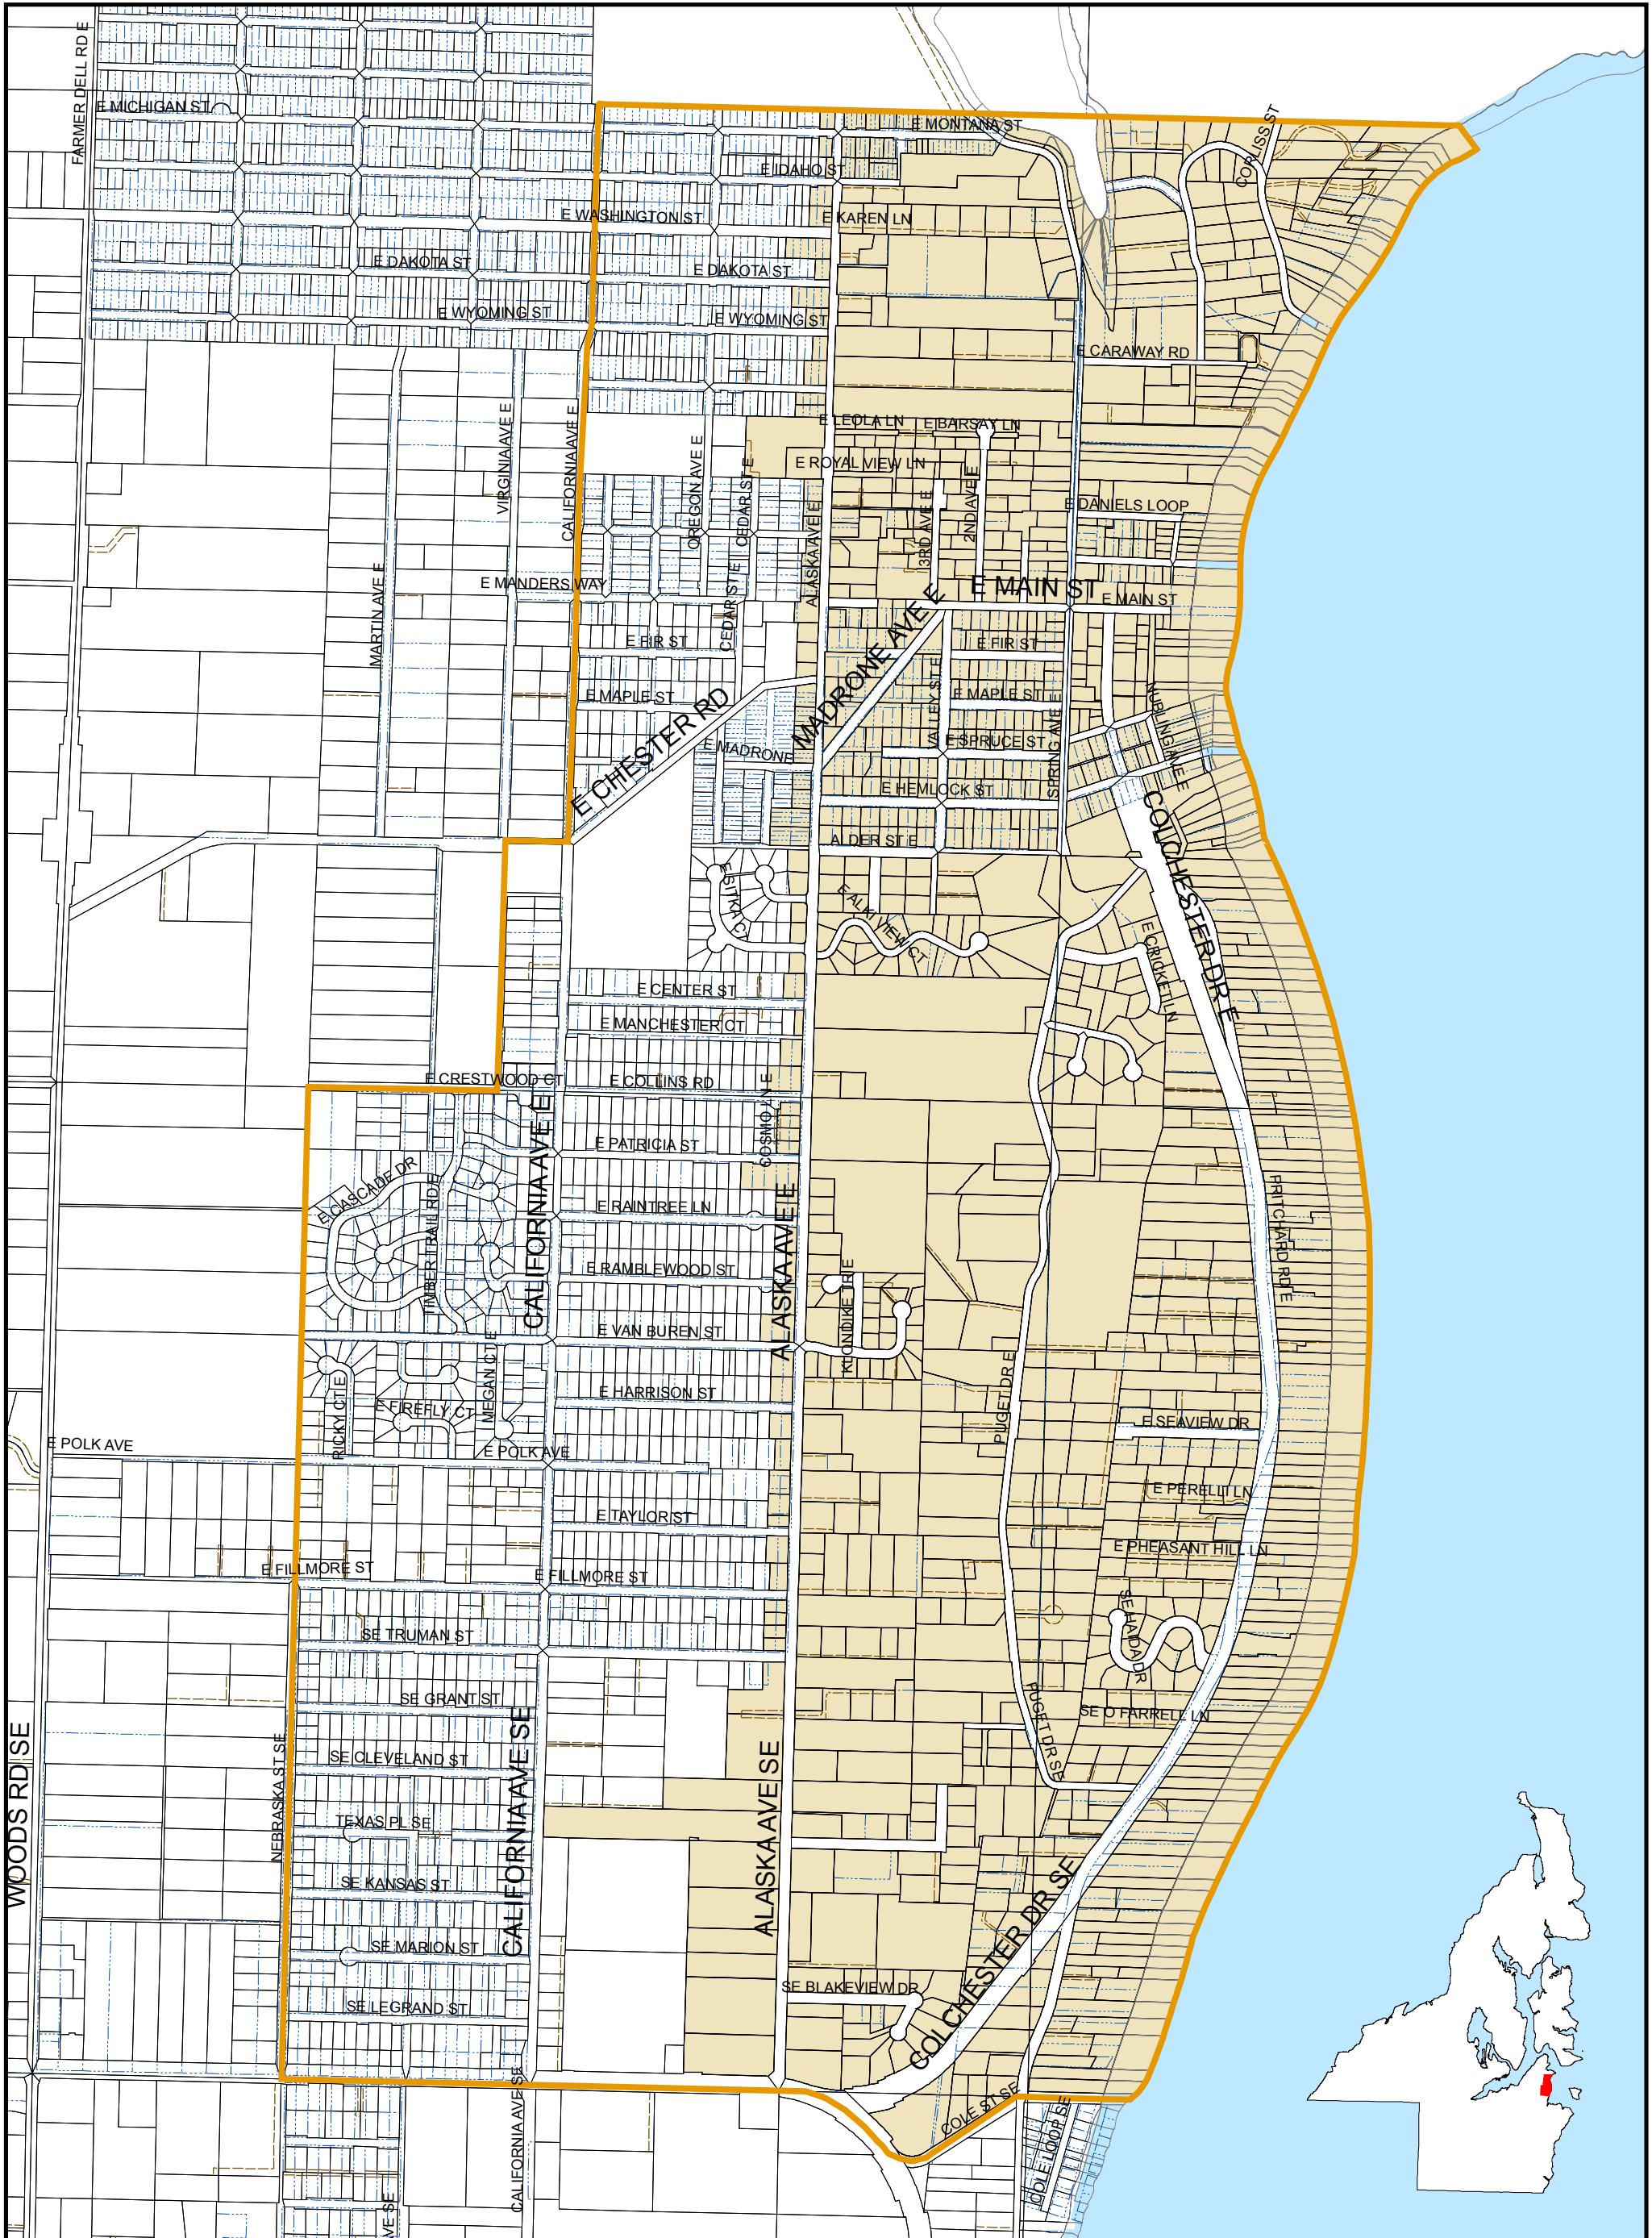 FARMER DELL RD E
E MICHIGAN ST
E MONTANA ST
CORLISS ST
E IDAHO ST
E WASHINGTON ST
E KAREN LN
E DAKOTA ST
E DAKOTA ST
E WYOMING ST
E WYOMING ST
E CARAWAY RD
VIRGINIA AVE E
CALIFORNIA AVE E
OREGON AVE E
CEDAR ST E
E LEOLA LN
E BARSAY LN
E ROYAL VIEW LN
ALASKA AVE E
3RD AVE E
2ND AVE E
E DANIELS LOOP
MARTIN AVE E
E MANDERS WAY
CEDAR ST E
E MAIN ST
E MAIN ST
E FIR ST
E FIR ST
MADRONE AVE E
E MAPLE ST
VALLEY ST E
E MAPLE ST
SPRING AVE E
NUBLING AVE E
E CHESTER RD
E MADRONE
E SPRUCE ST
E HEMLOCK ST
COLCHESTER DR E
ALDER ST E
E SITKA CT
E ALKI VIEW CT
E CRICKET LN
E CENTER ST
E MANCHESTER CT
E CRESTWOOD CT
E COLLINS RD
COSMO LN E
CALIFORNIA AVE E
E PATRICIA ST
E CASCADE DR
TIMBER TRAIL RD E
E RAINTREE LN
ALASKA AVE E
PRITCHARD RD E
E RAMBLEWOOD ST
KLONDIKE TR E
E VAN BUREN ST
MEGAN CT E
RICKY CT E
E FIREFLY CT
E HARRISON ST
PUGET DR E
E SEAVIEW DR
E POLK AVE
E POLK AVE
E PERELLI LN
E TAYLOR ST
E PHEASANT HILL LN
E FILLMORE ST
E FILLMORE ST
SE HAIDA DR
SE TRUMAN ST
SE GRANT ST
PUGET DR SE
SE O FARRELL LN
WOODS RD SE
NEBRASKA ST SE
SE CLEVELAND ST
CALIFORNIA AVE SE
ALASKA AVE SE
TEXAS PL SE
SE KANSAS ST
COLCHESTER DR SE
SE MARION ST
SE BLAKEVIEW DR
SE LEGRAND ST
CALIFORNIA AVE SE
COLE ST SE
COLE LOOP SE
VE SE